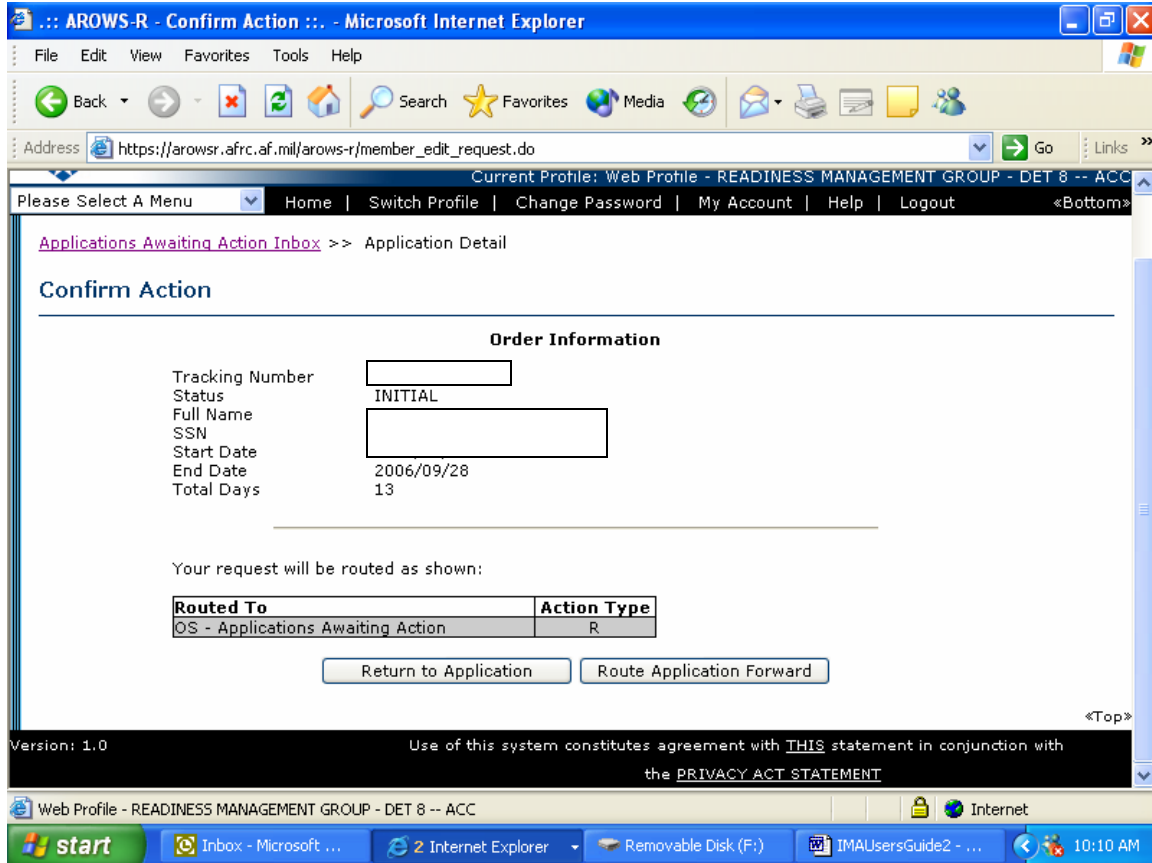 .:: AROWS-R - Confirm Action ::. - Microsoft Internet Explorer
File Edit View Favorites Tools Help
Back Search Favorites Media
Address https://arowsr.afrc.af.mil/arows-r/member_edit_request.do Go Links »
Current Profile: Web Profile - READINESS MANAGEMENT GROUP - DET 8 -- ACC
Please Select A Menu Home | Switch Profile | Change Password | My Account | Help | Logout «Bottom»
Applications Awaiting Action Inbox >> Application Detail
Confirm Action
Order Information
Tracking Number
Status INITIAL
Full Name
SSN
Start Date
End Date 2006/09/28
Total Days 13
Your request will be routed as shown:
Routed To Action Type
OS - Applications Awaiting Action R
Return to Application Route Application Forward
«Top»
Version: 1.0 Use of this system constitutes agreement with THIS statement in conjunction with
the PRIVACY ACT STATEMENT
Web Profile - READINESS MANAGEMENT GROUP - DET 8 -- ACC Internet
start Inbox - Microsoft ... 2 Internet Explorer Removable Disk (F:) IMAUsersGuide2 - ... 10:10 AM